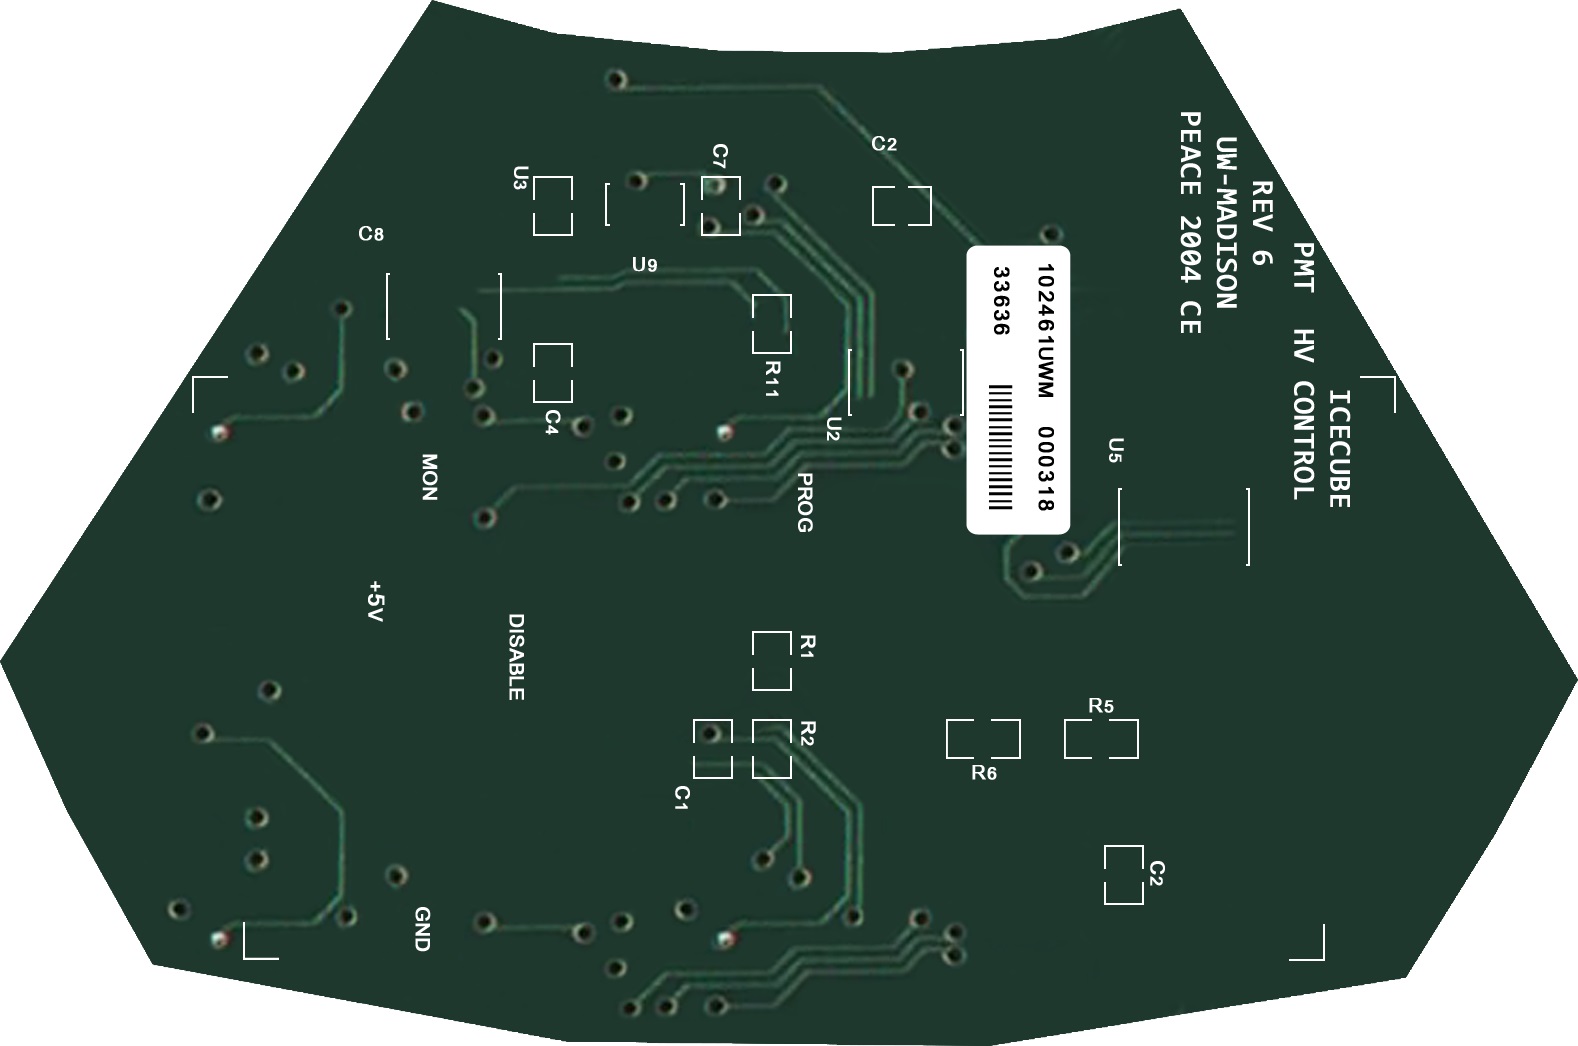 ICECUBE
PMT HV CONTROL
REV 6
UW-MADISON
PEACE 2004 CE
102461UWM 000318
33636
C2
C7
U3
C8
U9
R11
C4
U2
U5
MON
PROG
+5V
DISABLE
R1
R2
R5
R6
C1
C2
GND